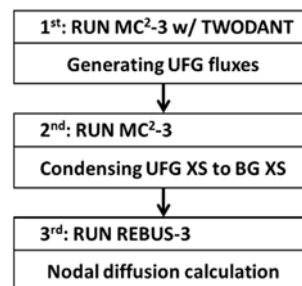 1st: RUN MC²-3 w/ TWODANT
Generating UFG fluxes
2nd: RUN MC²-3
Condensing UFG XS to BG XS
3rd: RUN REBUS-3
Nodal diffusion calculation